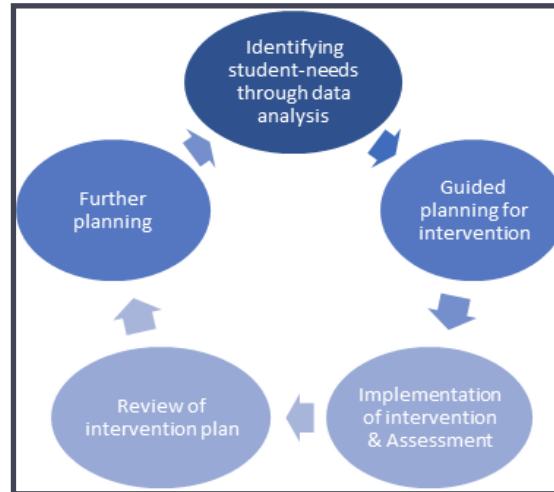 Identifying
student-needs
through data
analysis
Guided
planning for
intervention
Implementation
of intervention
& Assessment
Review of
intervention plan
Further
planning